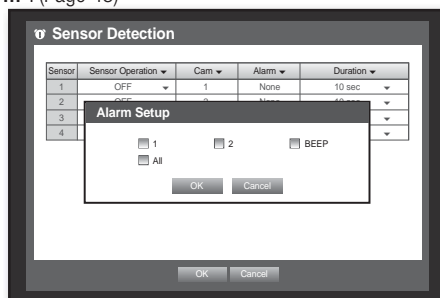 Sensor Detection
Sensor Sensor Operation Cam Alarm Duration
1 OFF 1 None 10 sec
2
3
4
Alarm Setup
1 2 BEEP
All
OK Cancel
OK Cancel